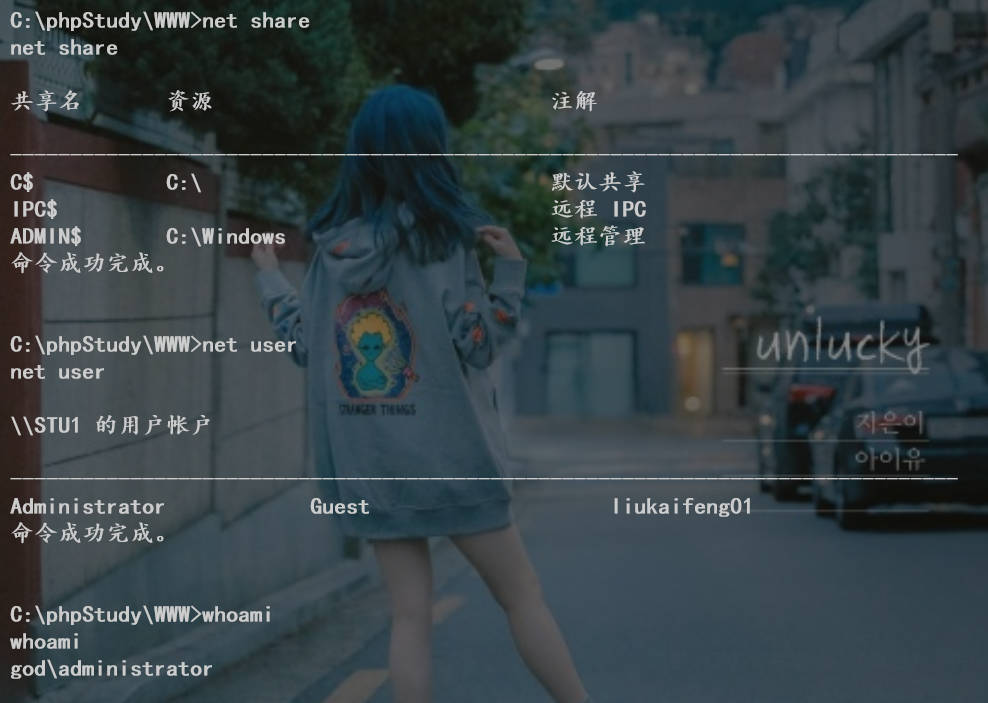 C:\phpStudy\WWW>net share
net share
共享名 资源 注解
C$ C:\ 默认共享
IPC$ 远程 IPC
ADMIN$ C:\Windows 远程管理
命令成功完成。
C:\phpStudy\WWW>net user
net user
unlucky
\\STU1 的用户帐户
STRANGER THINGS
지은이
아이유
Administrator Guest liukaifeng01
命令成功完成。
C:\phpStudy\WWW>whoami
whoami
god\administrator